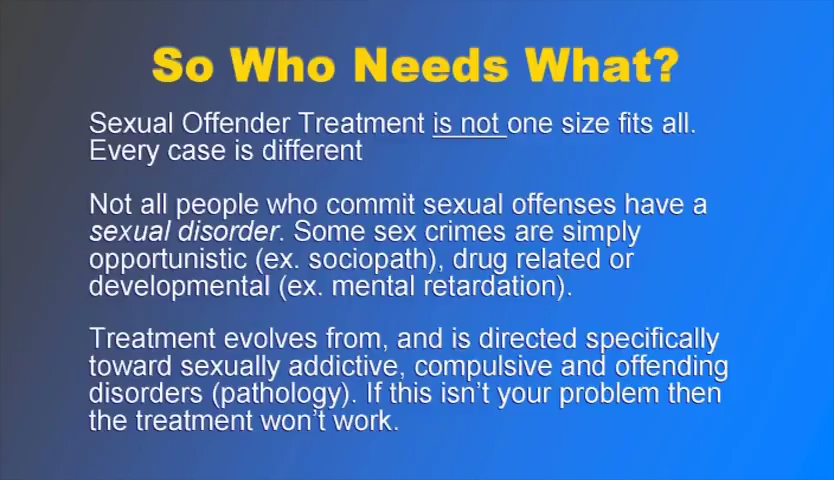 So Who Needs What?
Sexual Offender Treatment is not one size fits all.
Every case is different
Not all people who commit sexual offenses have a
sexual disorder. Some sex crimes are simply
opportunistic (ex. sociopath), drug related or
developmental (ex. mental retardation).
Treatment evolves from, and is directed specifically
toward sexually addictive, compulsive and offending
disorders (pathology). If this isn't your problem then
the treatment won't work.